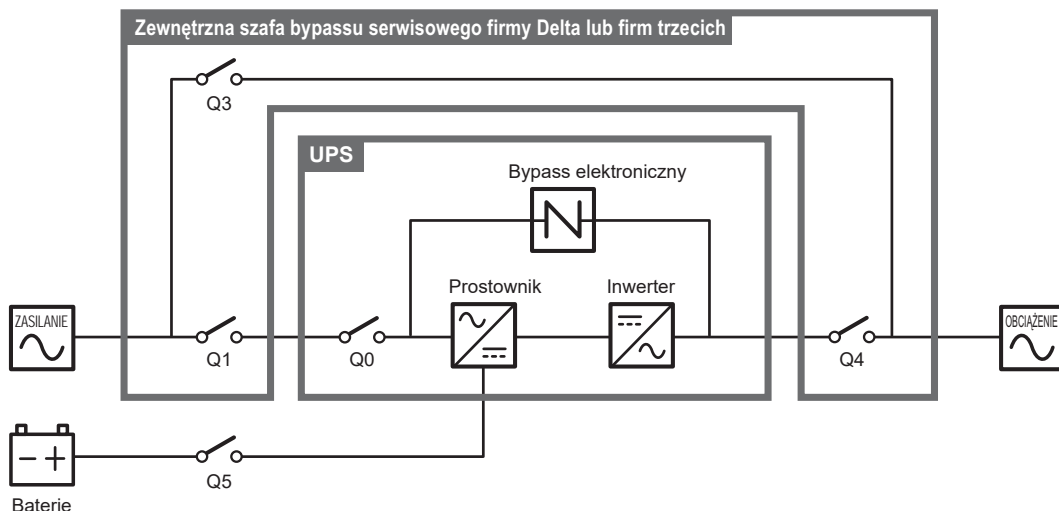 Zewnętrzna szafa bypassu serwisowego firmy Delta lub firm trzecich
Q3
UPS
Bypass elektroniczny
Prostownik
Inwerter
ZASILANIE
OBCIĄŻENIE
Q1
Q0
Q4
Q5
Baterie